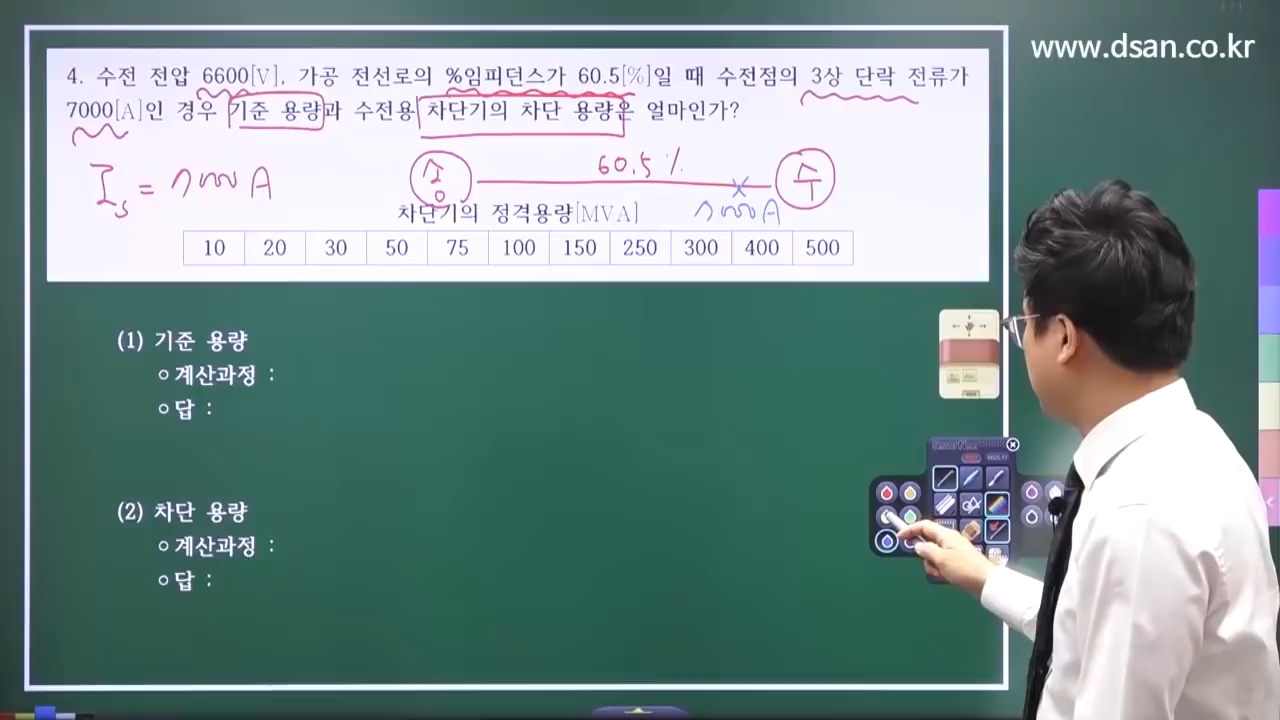 www.dsan.co.kr
4. 수전 전압 6600[V], 가공 전선로의 %임피던스가 60.5[%]일 때 수전점의 3상 단락 전류가
7000[A]인 경우 기준 용량과 수전용 차단기의 차단 용량은 얼마인가?
Is = 7000 A
송 60.5 % 수
차단기의 정격용량[MVA] 7000A
10 20 30 50 75 100 150 250 300 400 500
(1) 기준 용량
○계산과정 :
○답 :
(2) 차단 용량
○계산과정 :
○답 :